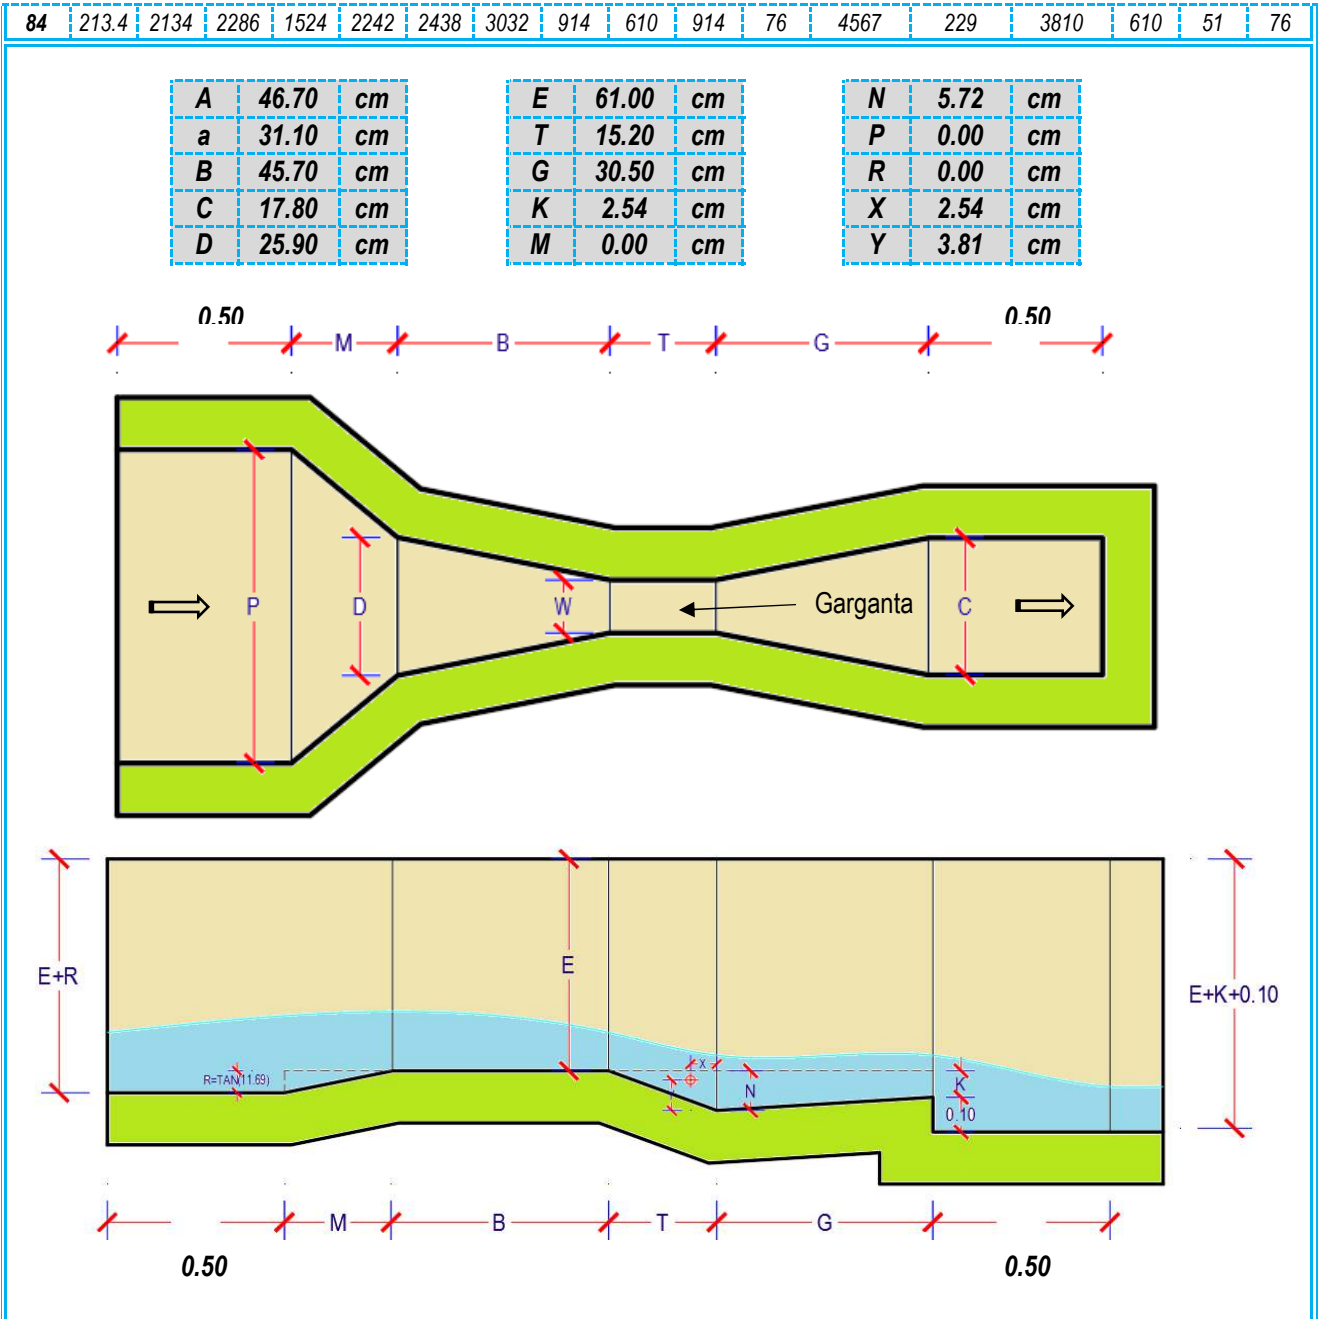 84 213.4 2134 2286 1524 2242 2438 3032 914 610 914 76 4567 229 3810 610 51 76
A 46.70 cm E 61.00 cm N 5.72 cm
a 31.10 cm T 15.20 cm P 0.00 cm
B 45.70 cm G 30.50 cm R 0.00 cm
C 17.80 cm K 2.54 cm X 2.54 cm
D 25.90 cm M 0.00 cm Y 3.81 cm
0.50 0.50
M B T G
P D W Garganta C
E+R E E+K+0.10
R=TAN(11.69) X N K
0.10
M B T G
0.50 0.50